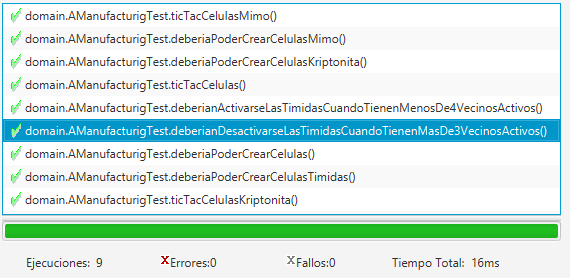 domain.AManufacturigTest.ticTacCelulasMimo()
domain.AManufacturigTest.deberiaPoderCrearCelulasMimo()
domain.AManufacturigTest.deberiaPoderCrearCelulasKriptonita()
domain.AManufacturigTest.ticTacCelulas()
domain.AManufacturigTest.deberianActivarseLasTimidasCuandoTienenMenosDe4VecinosActivos()
domain.AManufacturigTest.deberianDesactivarseLasTimidasCuandoTienenMasDe3VecinosActivos()
domain.AManufacturigTest.deberiaPoderCrearCelulas()
domain.AManufacturigTest.deberiaPoderCrearCelulasTimidas()
domain.AManufacturigTest.ticTacCelulasKriptonita()
Ejecuciones: 9 Errores:0 Fallos:0 Tiempo Total: 16ms